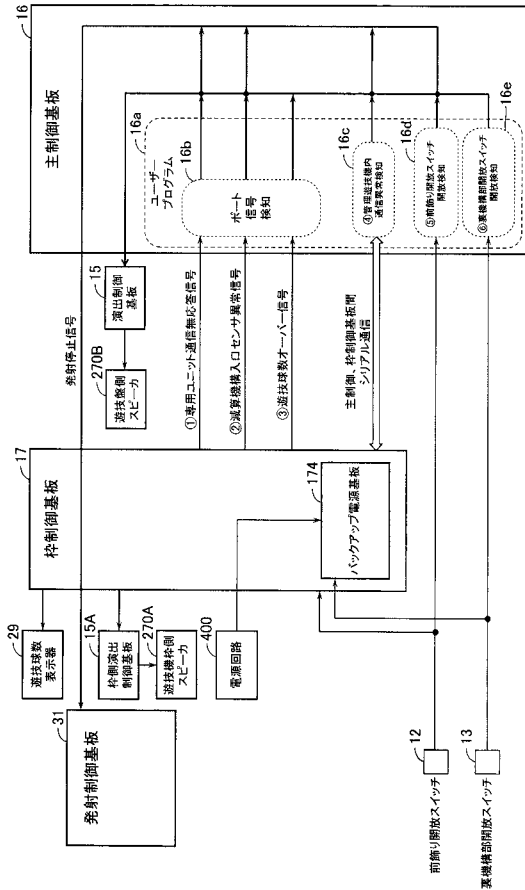 主制御基板
16
ユーザー
プログラム
16a
ポート
信号
検知
16b
④管理遊技機内
通信異常検知
16c
⑤前飾り開放スイッチ
開放検知
16d
⑥裏機構部開放スイッチ
開放検知
16e
発射停止信号
演出制御
基板
15
遊技盤側
スピーカ
270B
①専用ユニット通信無応答信号
②減算機構入口センサ異常信号
③遊技球数オーバー信号
主制御、枠制御基板間
シリアル通信
枠制御基板
17
バックアップ電源基板
174
遊技球数
表示器
29
枠側演出
制御基板
15A
遊技機枠側
スピーカ
270A
電源回路
400
発射制御基板
31
前飾り開放スイッチ
12
裏機構部開放スイッチ
13